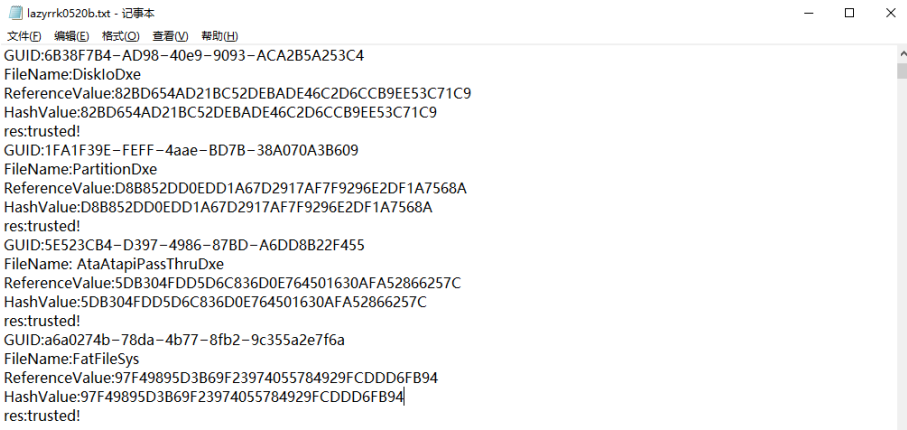 lazyrrk0520b.txt - 记事本
文件(F) 编辑(E) 格式(O) 查看(V) 帮助(H)
GUID:6B38F7B4-AD98-40e9-9093-ACA2B5A253C4
FileName:DiskIoDxe
ReferenceValue:82BD654AD21BC52DEBADE46C2D6CCB9EE53C71C9
HashValue:82BD654AD21BC52DEBADE46C2D6CCB9EE53C71C9
res:trusted!
GUID:1FA1F39E-FEFF-4aae-BD7B-38A070A3B609
FileName:PartitionDxe
ReferenceValue:D8B852DD0EDD1A67D2917AF7F9296E2DF1A7568A
HashValue:D8B852DD0EDD1A67D2917AF7F9296E2DF1A7568A
res:trusted!
GUID:5E523CB4-D397-4986-87BD-A6DD8B22F455
FileName: AtaAtapiPassThruDxe
ReferenceValue:5DB304FDD5D6C836D0E764501630AFA52866257C
HashValue:5DB304FDD5D6C836D0E764501630AFA52866257C
res:trusted!
GUID:a6a0274b-78da-4b77-8fb2-9c355a2e7f6a
FileName:FatFileSys
ReferenceValue:97F49895D3B69F23974055784929FCDDD6FB94
HashValue:97F49895D3B69F23974055784929FCDDD6FB94
res:trusted!